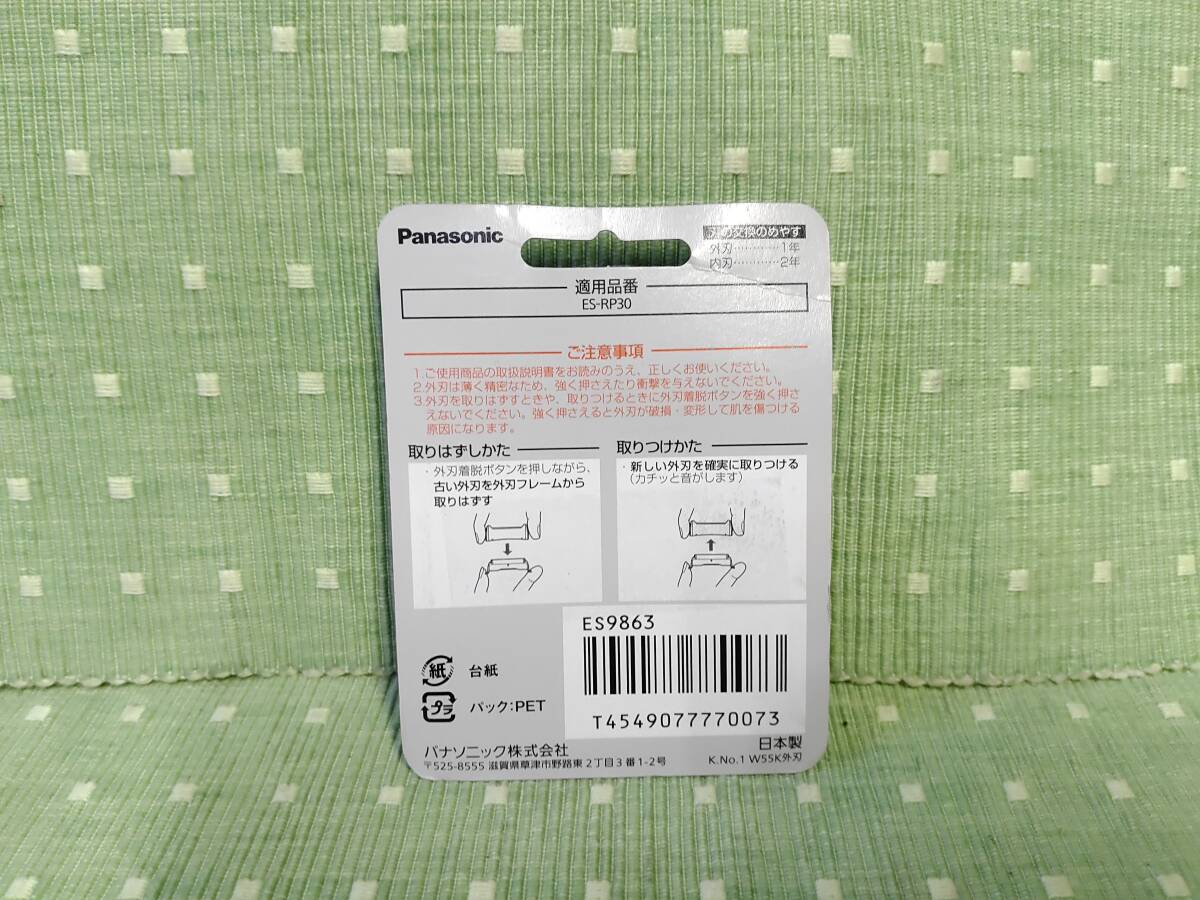 Panasonic
刃の交換のめやす
外刃…………1年
内刃…………2年
適用品番
ES-RP30
ご注意事項
1.ご使用商品の取扱説明書をお読みのうえ、正しくお使いください。
2.外刃は薄く精密なため、強く押さえたり衝撃を与えないでください。
3.外刃を取りはずすときや、取りつけるときに外刃着脱ボタンを強く押さ
えないでください。強く押さえると外刃が破損・変形して肌を傷つける
原因になります。
取りはずしかた
・外刃着脱ボタンを押しながら、
古い外刃を外刃フレームから
取りはずす
取りつけかた
・新しい外刃を確実に取りつける
(カチッと音がします)
ES9863
T4549077770073
紙 台紙
プラ パック:PET
パナソニック株式会社
〒525-8555 滋賀県草津市野路東2丁目3番1-2号
日本製
K.No.1 W55K外刃